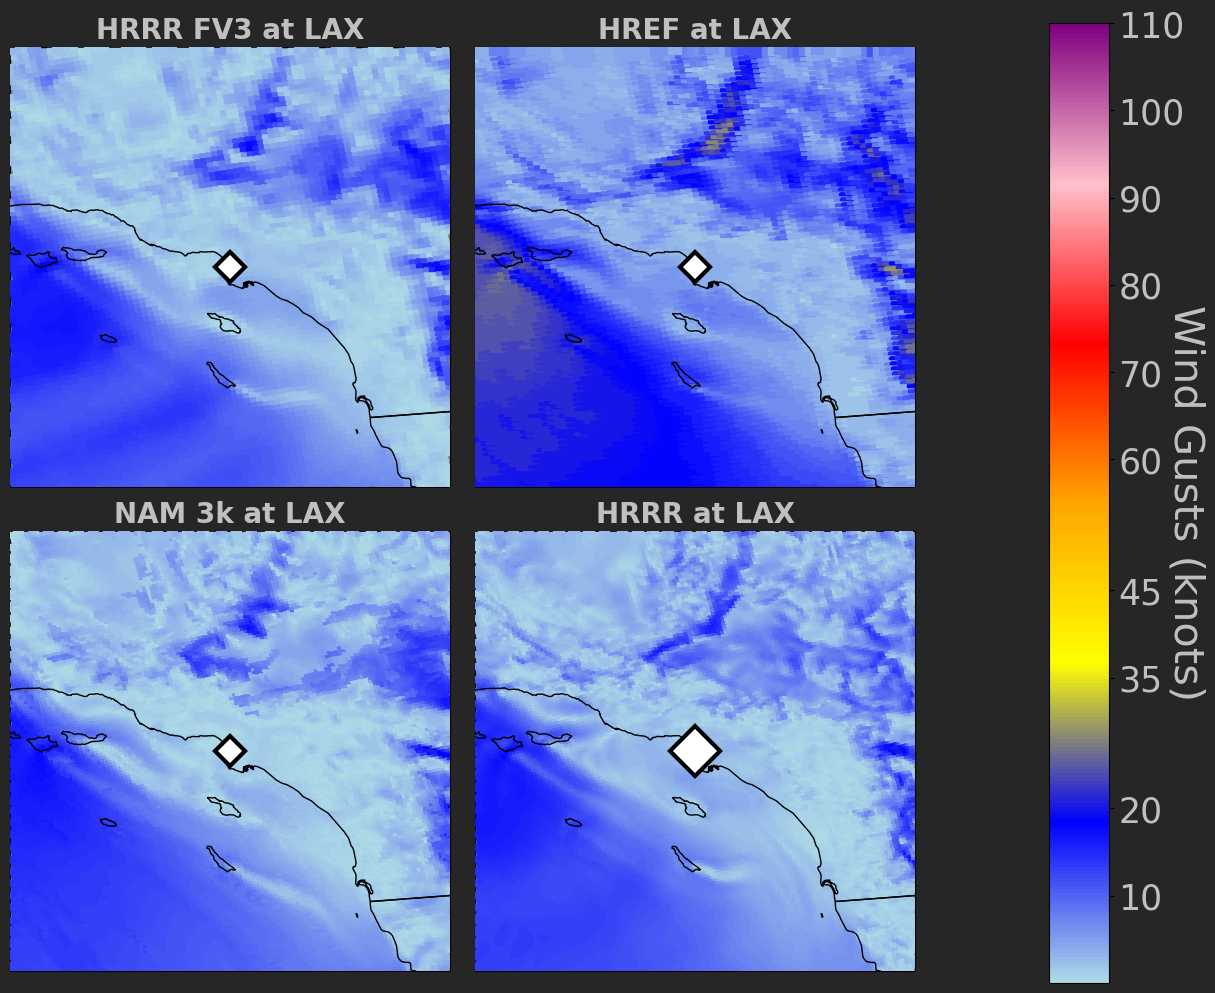 HRRR FV3 at LAX
HREF at LAX
NAM 3k at LAX
HRRR at LAX
110
100
90
80
70
60
45
35
20
10
Wind Gusts (knots)